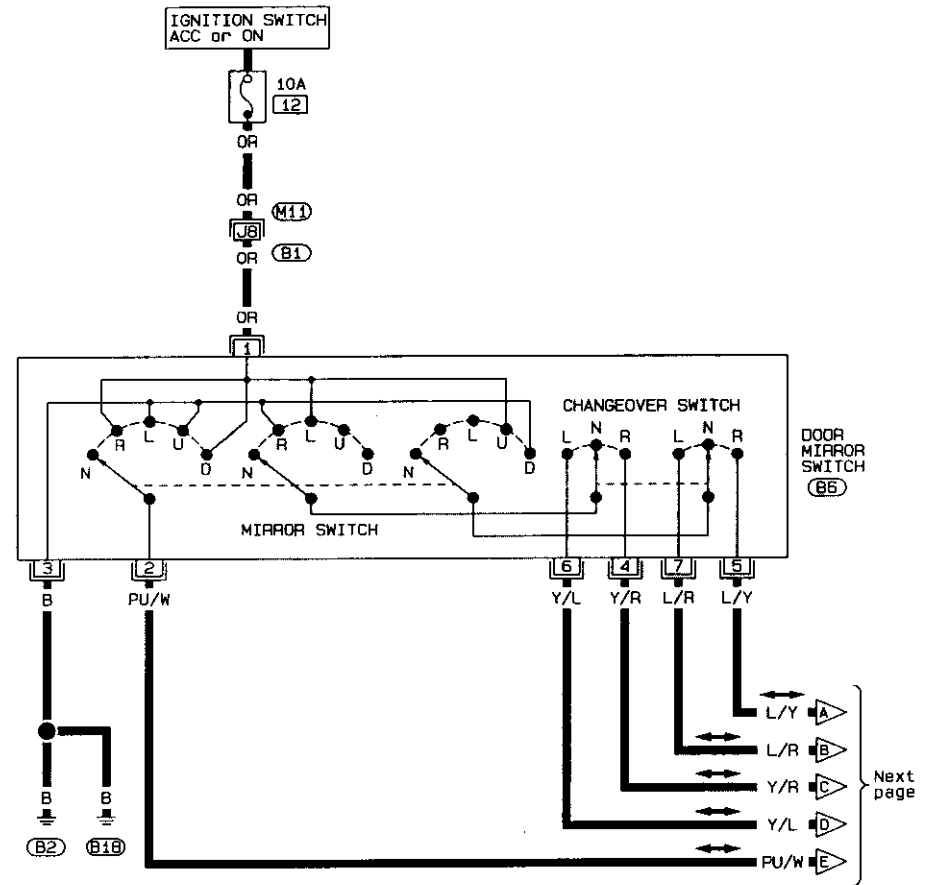 IGNITION SWITCH
ACC or ON
10A
12
OR
OR
M11
J8
OR
B1
OR
1
CHANGEOVER SWITCH
R L U D N
R L U D N
R L U D N
L N R
L N R
DOOR
MIRROR
SWITCH
B6
MIRROR SWITCH
3 2 6 4 7 5
B PU/W Y/L Y/R L/R L/Y
L/Y A
L/R B
Y/R C
Y/L D
PU/W E
Next
page
B B
B2 B18